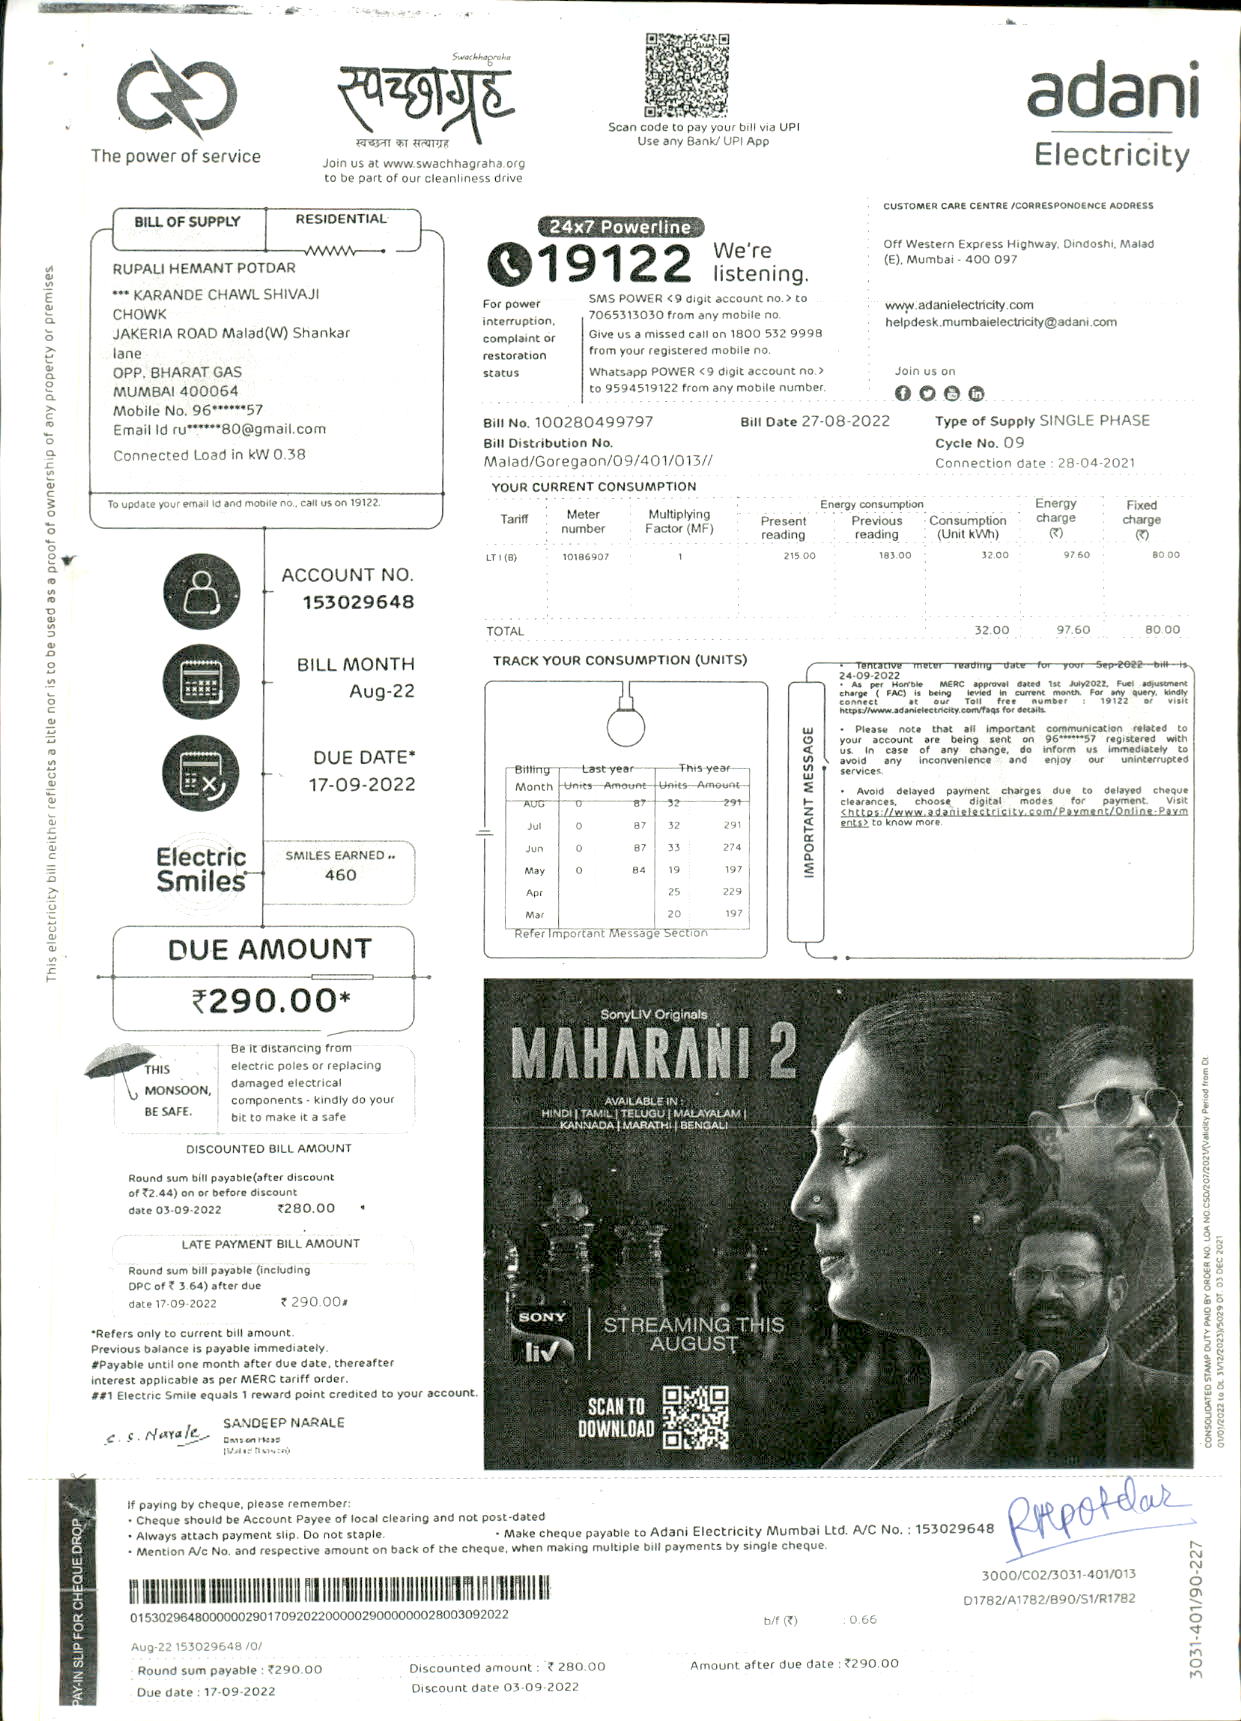 The power of service
Swachhagraha
स्वच्छाग्रह
स्वच्छता का सत्याग्रह
Join us at www.swachhagraha.org
to be part of our cleanliness drive
Scan code to pay your bill via UPI
Use any Bank/ UPI App
adani
Electricity
BILL OF SUPPLY
RESIDENTIAL
RUPALI HEMANT POTDAR
*** KARANDE CHAWL SHIVAJI
CHOWK
JAKERIA ROAD Malad(W) Shankar
lane
OPP. BHARAT GAS
MUMBAI 400064
Mobile No. 96******57
Email Id ru******80@gmail.com
Connected Load in kW 0.38
To update your email Id and mobile no., call us on 19122.
24x7 Powerline
19122 We're
listening.
For power
interruption,
complaint or
restoration
status
SMS POWER <9 digit account no.> to
7065313030 from any mobile no.
Give us a missed call on 1800 532 9998
from your registered mobile no.
Whatsapp POWER <9 digit account no.>
to 9594519122 from any mobile number.
CUSTOMER CARE CENTRE /CORRESPONDENCE ADDRESS
Off Western Express Highway, Dindoshi, Malad
(E), Mumbai - 400 097
www.adanielectricity.com
helpdesk.mumbaielectricity@adani.com
Join us on
Bill No. 100280499797
Bill Date 27-08-2022
Type of Supply SINGLE PHASE
Bill Distribution No.
Cycle No. 09
Malad/Goregaon/09/401/013//
Connection date : 28-04-2021
YOUR CURRENT CONSUMPTION
Tariff Meter number Multiplying Factor (MF) Energy consumption Present reading Previous reading Consumption (Unit kWh) Energy charge (₹) Fixed charge (₹)
LT I (B) 10186907 1 215.00 183.00 32.00 97.60 80.00
TOTAL 32.00 97.60 80.00
This electricity bill neither reflects a title nor is to be used as a proof of ownership of any property or premises.
ACCOUNT NO.
153029648
BILL MONTH
Aug-22
DUE DATE*
17-09-2022
Electric
Smiles
SMILES EARNED
460
DUE AMOUNT
₹290.00*
TRACK YOUR CONSUMPTION (UNITS)
Billing Last year This year
Month Units Amount Units Amount
AUG 0 87 32 291
Jul 0 87 32 291
Jun 0 87 33 274
May 0 84 19 197
Apr 25 229
Mar 20 197
Refer Important Message Section
IMPORTANT MESSAGE
• Tentative meter reading date for your Sep-2022 bill is
24-09-2022
• As per Hon'ble MERC approval dated 1st July2022, Fuel adjustment
charge ( FAC) is being levied in current month. For any query, kindly
connect at our Toll free number : 19122 or visit
https://www.adanielectricity.com/faqs for details.
• Please note that all important communication related to
your account are being sent on 96******57 registered with
us. In case of any change, do inform us immediately to
avoid any inconvenience and enjoy our uninterrupted
services.
• Avoid delayed payment charges due to delayed cheque
clearances, choose digital modes for payment. Visit
<https://www.adanielectricity.com/Payment/Online-Paym
ents> to know more.
THIS
MONSOON,
BE SAFE.
Be it distancing from
electric poles or replacing
damaged electrical
components - kindly do your
bit to make it a safe
DISCOUNTED BILL AMOUNT
Round sum bill payable(after discount
of ₹2.44) on or before discount
date 03-09-2022 ₹280.00
LATE PAYMENT BILL AMOUNT
Round sum bill payable (including
DPC of ₹ 3.64) after due
date 17-09-2022 ₹ 290.00#
*Refers only to current bill amount.
Previous balance is payable immediately.
#Payable until one month after due date, thereafter
interest applicable as per MERC tariff order.
##1 Electric Smile equals 1 reward point credited to your account.
C. S. Narale
SANDEEP NARALE
Division Head
SonyLIV Originals
MAHARANI 2
AVAILABLE IN :
HINDI | TAMIL | TELUGU | MALAYALAM |
KANNADA | MARATHI | BENGALI
SONY
liv
STREAMING THIS
AUGUST
SCAN TO
DOWNLOAD
CONSOLIDATED STAMP DUTY PAID BY ORDER NO. LOA NO.CSD/207/2021/(Validity Period from Dt.
01/01/2022 to Dt. 31/12/2023)/5029 DT. 03 DEC 2021
PAY-IN SLIP FOR CHEQUE DROP
If paying by cheque, please remember:
• Cheque should be Account Payee of local clearing and not post-dated
• Always attach payment slip. Do not staple.
• Make cheque payable to Adani Electricity Mumbai Ltd. A/C No. : 153029648
• Mention A/c No. and respective amount on back of the cheque, when making multiple bill payments by single cheque.
RHpotdar
3000/C02/3031-401/013
D1782/A1782/B90/S1/R1782
3031-401/90-227
b/f (₹) : 0.66
Aug-22 153029648 /0/
Round sum payable : ₹290.00
Discounted amount : ₹ 280.00
Amount after due date : ₹290.00
Due date : 17-09-2022
Discount date 03-09-2022